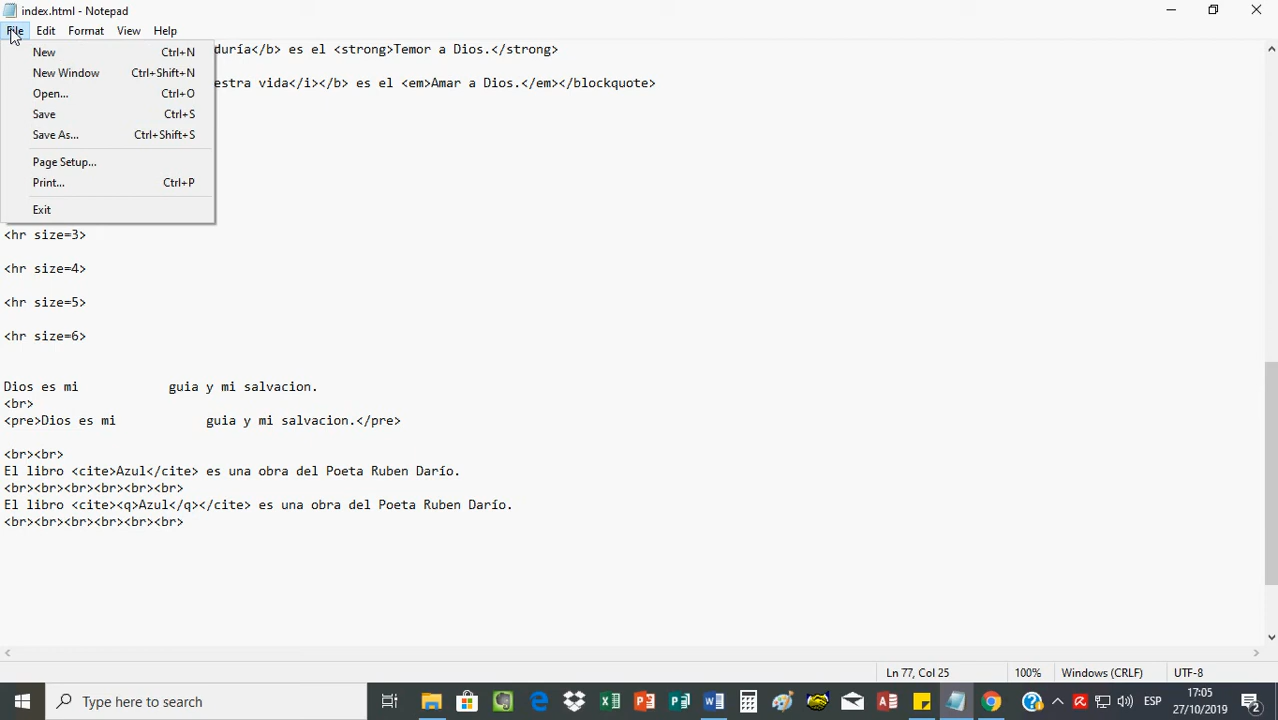 index.html - Notepad
File Edit Format View Help
New Ctrl+N
New Window Ctrl+Shift+N
Open... Ctrl+O
Save Ctrl+S
Save As... Ctrl+Shift+S
Page Setup... 
Print... Ctrl+P
Exit
duría</b> es el <strong>Temor a Dios.</strong>
estra vida</i></b> es el <em>Amar a Dios.</em></blockquote>
<hr size=3>
<hr size=4>
<hr size=5>
<hr size=6>
Dios es mi            guia y mi salvacion.
<br>
<pre>Dios es mi            guia y mi salvacion.</pre>
<br><br>
El libro <cite>Azul</cite> es una obra del Poeta Ruben Darío.
<br><br><br><br><br><br>
El libro <cite><q>Azul</q></cite> es una obra del Poeta Ruben Darío.
<br><br><br><br><br><br>
Ln 77, Col 25 100% Windows (CRLF) UTF-8
Type here to search
ESP
17:05
27/10/2019
2